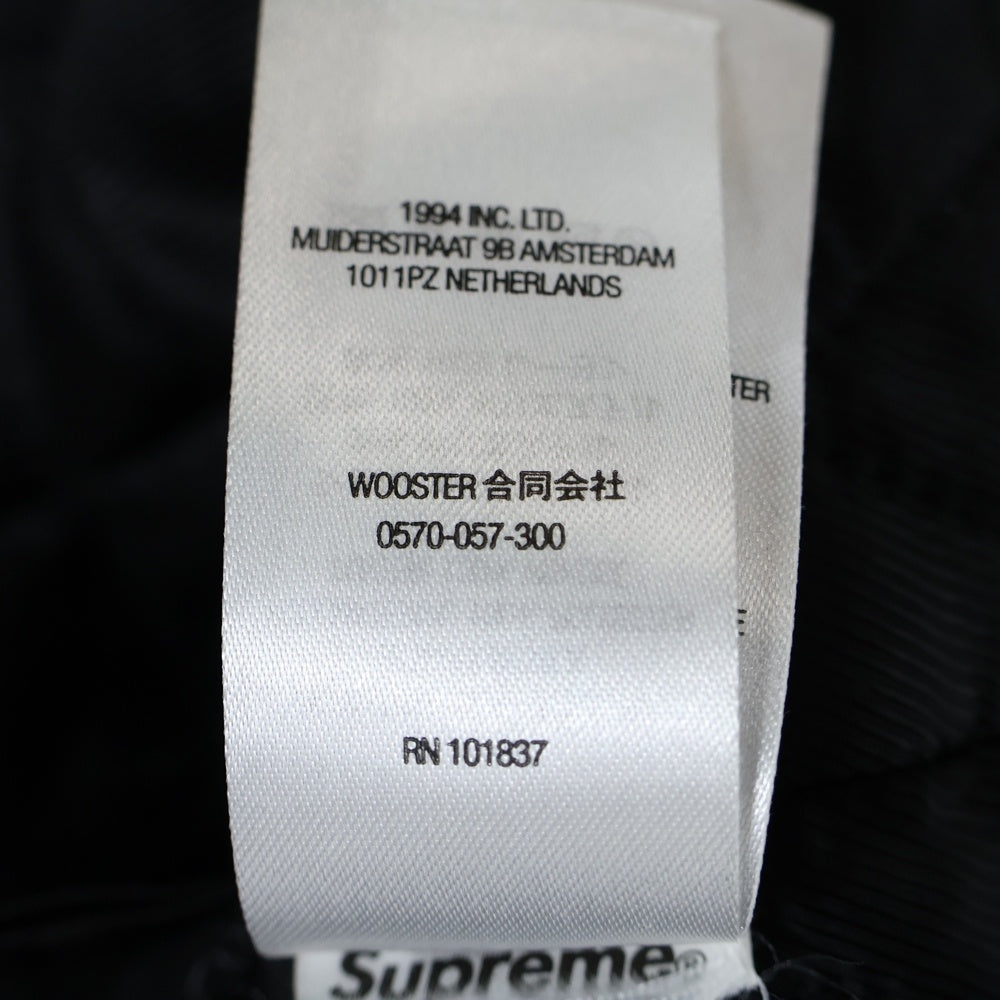 1994 INC. LTD.
MUIDERSTRAAT 9B AMSTERDAM
1011PZ NETHERLANDS
WOOSTER 合同会社
0570-057-300
RN 101837
Supreme®